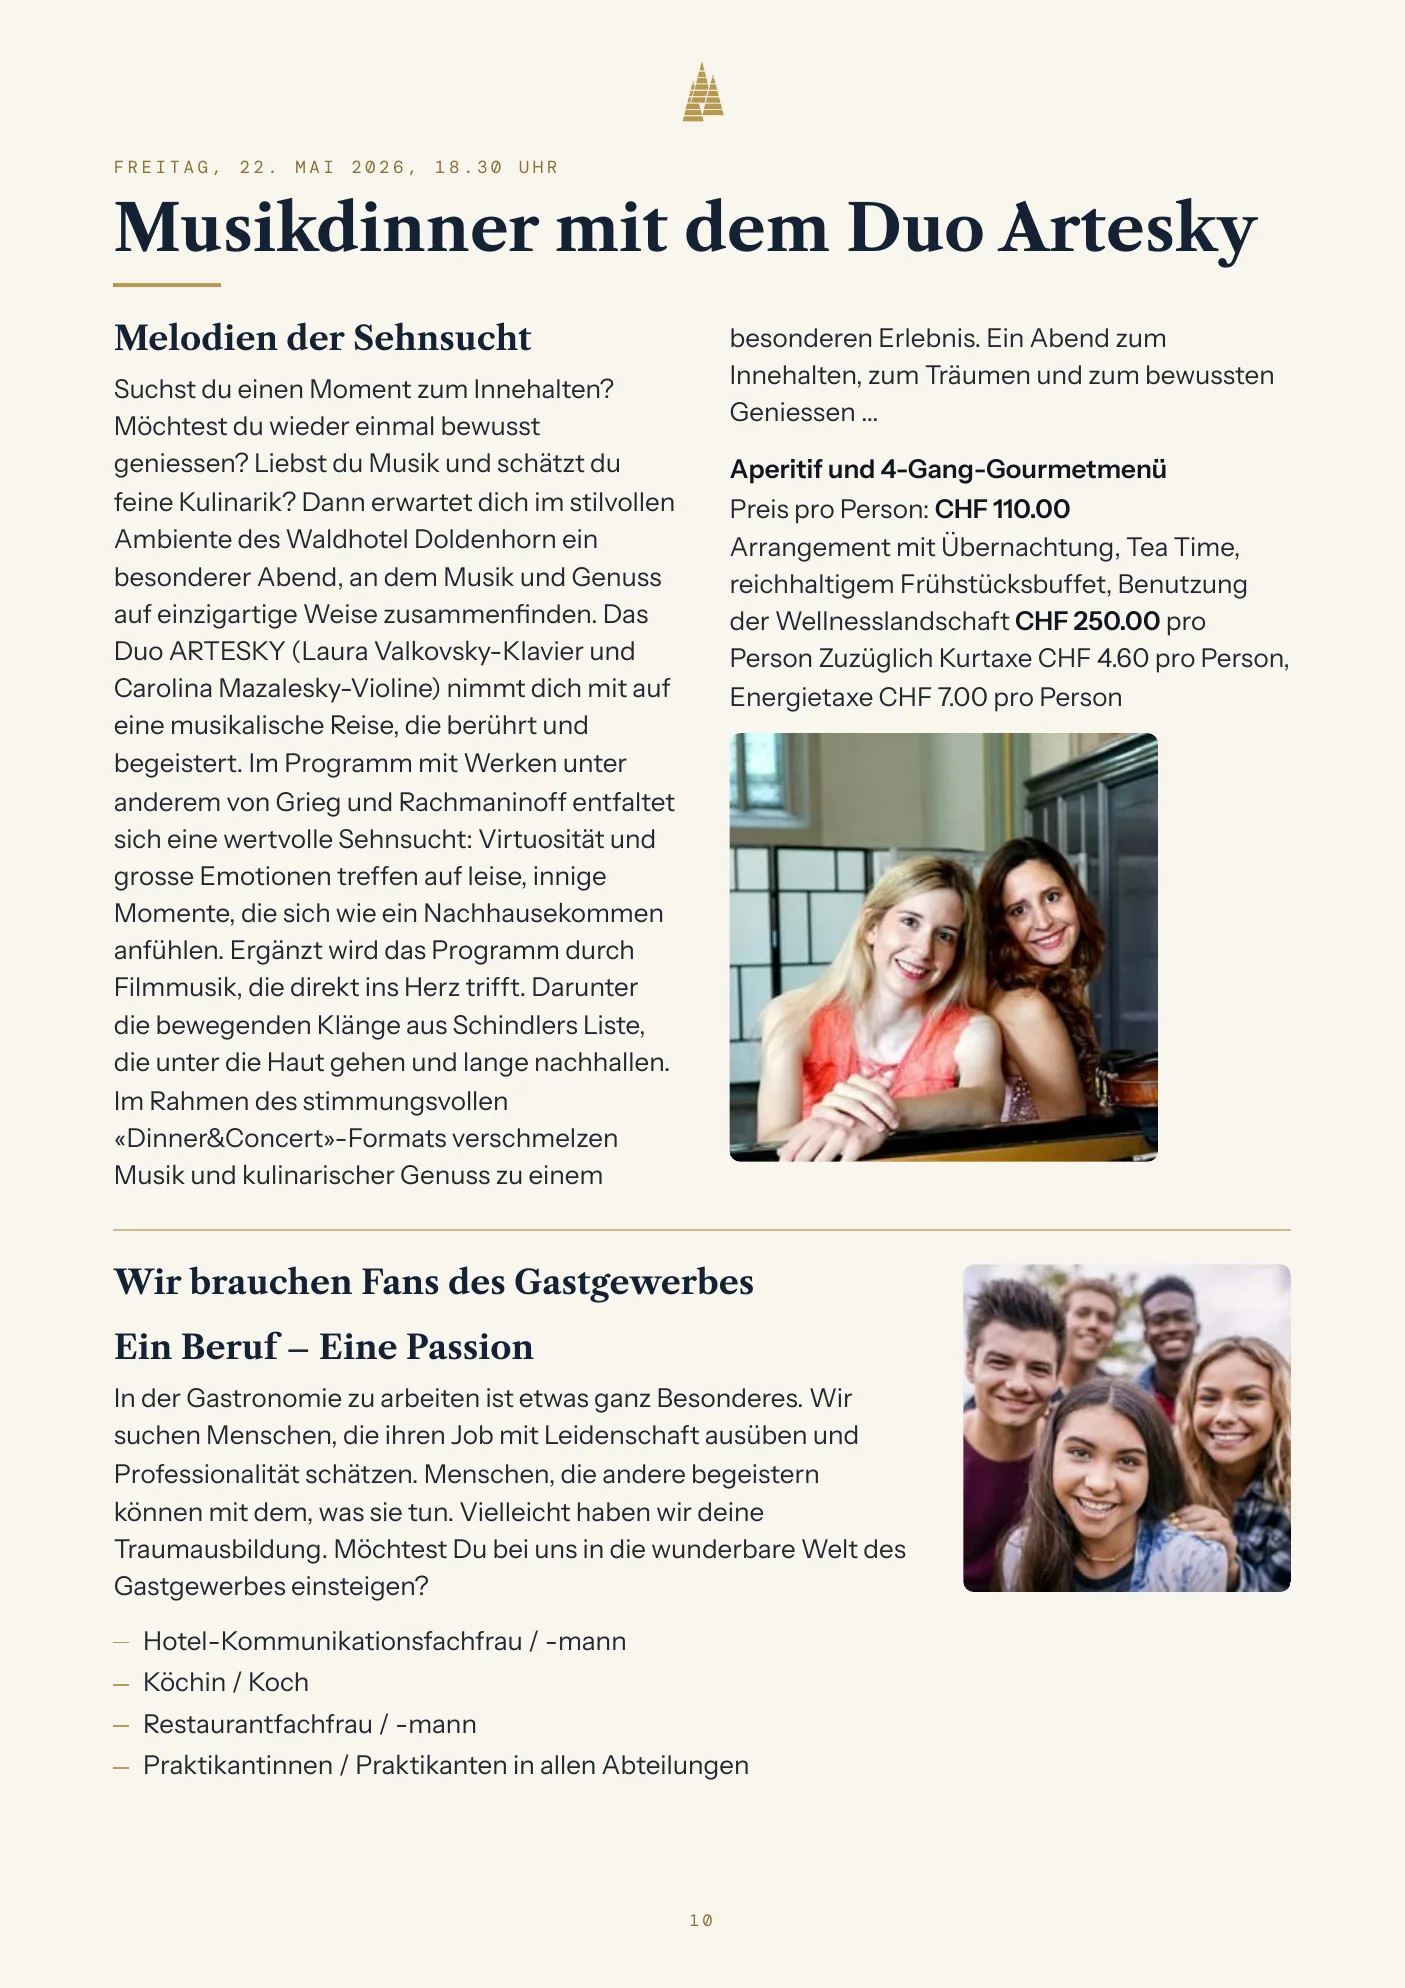 FREITAG, 22. MAI 2026, 18.30 UHR
Musikdinner mit dem Duo Artesky
Melodien der Sehnsucht
Suchst du einen Moment zum Innehalten?
Möchtest du wieder einmal bewusst
geniessen? Liebst du Musik und schätzt du
feine Kulinarik? Dann erwartet dich im stilvollen
Ambiente des Waldhotel Doldenhorn ein
besonderer Abend, an dem Musik und Genuss
auf einzigartige Weise zusammenfinden. Das
Duo ARTESKY (Laura Valkovsky-Klavier und
Carolina Mazalesky-Violine) nimmt dich mit auf
eine musikalische Reise, die berührt und
begeistert. Im Programm mit Werken unter
anderem von Grieg und Rachmaninoff entfaltet
sich eine wertvolle Sehnsucht: Virtuosität und
grosse Emotionen treffen auf leise, innige
Momente, die sich wie ein Nachhausekommen
anfühlen. Ergänzt wird das Programm durch
Filmmusik, die direkt ins Herz trifft. Darunter
die bewegenden Klänge aus Schindlers Liste,
die unter die Haut gehen und lange nachhallen.
Im Rahmen des stimmungsvollen
«Dinner&Concert»-Formats verschmelzen
Musik und kulinarischer Genuss zu einem
besonderen Erlebnis. Ein Abend zum
Innehalten, zum Träumen und zum bewussten
Geniessen ...
Aperitif und 4-Gang-Gourmetmenü
Preis pro Person: CHF 110.00
Arrangement mit Übernachtung, Tea Time,
reichhaltigem Frühstücksbuffet, Benutzung
der Wellnesslandschaft CHF 250.00 pro
Person Zuzüglich Kurtaxe CHF 4.60 pro Person,
Energietaxe CHF 7.00 pro Person
Wir brauchen Fans des Gastgewerbes
Ein Beruf – Eine Passion
In der Gastronomie zu arbeiten ist etwas ganz Besonderes. Wir
suchen Menschen, die ihren Job mit Leidenschaft ausüben und
Professionalität schätzen. Menschen, die andere begeistern
können mit dem, was sie tun. Vielleicht haben wir deine
Traumausbildung. Möchtest Du bei uns in die wunderbare Welt des
Gastgewerbes einsteigen?
– Hotel-Kommunikationsfachfrau / -mann
– Köchin / Koch
– Restaurantfachfrau / -mann
– Praktikantinnen / Praktikanten in allen Abteilungen
10